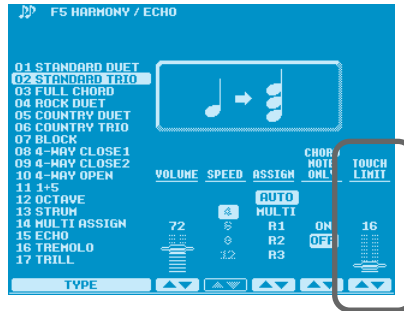 F5 HARMONY / ECHO
01 STANDARD DUET
02 STANDARD TRIO
03 FULL CHORD
04 ROCK DUET
05 COUNTRY DUET
06 COUNTRY TRIO
07 BLOCK
08 4-WAY CLOSE1
09 4-WAY CLOSE2
10 4-WAY OPEN
11 1+5
12 OCTAVE
13 STRUM
14 MULTI ASSIGN
15 ECHO
16 TREMOLO
17 TRILL
TYPE
VOLUME
72
SPEED
4
6
8
12
ASSIGN
AUTO
MULTI
R1
R2
R3
CHORD
NOTE
ONLY
ON
OFF
TOUCH
LIMIT
16